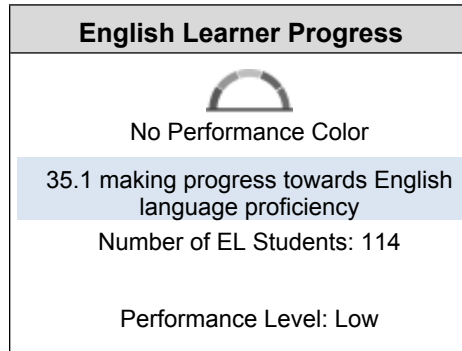 English Learner Progress
No Performance Color
35.1 making progress towards English
language proficiency
Number of EL Students: 114
Performance Level: Low